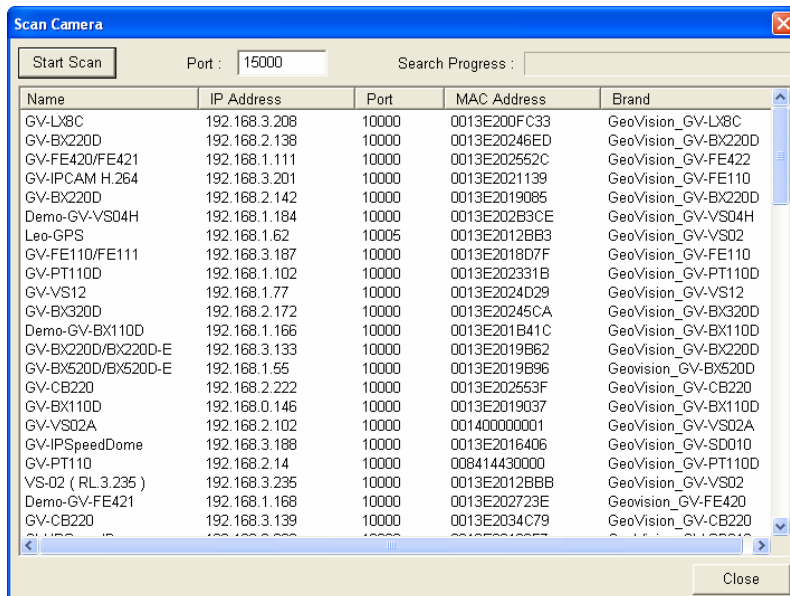 Scan Camera
Start Scan Port : 15000 Search Progress :
Name IP Address Port MAC Address Brand
GV-LX8C 192.168.3.208 10000 0013E200FC33 GeoVision_GV-LX8C
GV-BX220D 192.168.2.138 10000 0013E20246ED GeoVision_GV-BX220D
GV-FE420/FE421 192.168.1.111 10000 0013E202552C GeoVision_GV-FE422
GV-IPCAM H.264 192.168.3.201 10000 0013E2021139 GeoVision_GV-FE110
GV-BX220D 192.168.2.142 10000 0013E2019085 GeoVision_GV-BX220D
Demo-GV-VS04H 192.168.1.184 10000 0013E202B3CE GeoVision_GV-VS04H
Leo-GPS 192.168.1.62 10005 0013E2012BB3 GeoVision_GV-VS02
GV-FE110/FE111 192.168.3.187 10000 0013E2018D7F GeoVision_GV-FE110
GV-PT110D 192.168.1.102 10000 0013E202331B GeoVision_GV-PT110D
GV-VS12 192.168.1.77 10000 0013E2024D29 GeoVision_GV-VS12
GV-BX320D 192.168.2.172 10000 0013E20245CA GeoVision_GV-BX320D
Demo-GV-BX110D 192.168.1.166 10000 0013E201B41C GeoVision_GV-BX110D
GV-BX220D/BX220D-E 192.168.3.133 10000 0013E2019B62 GeoVision_GV-BX220D
GV-BX520D/BX520D-E 192.168.1.55 10000 0013E2019B96 Geovision_GV-BX520D
GV-CB220 192.168.2.222 10000 0013E202553F GeoVision_GV-CB220
GV-BX110D 192.168.0.146 10000 0013E2019037 GeoVision_GV-BX110D
GV-VS02A 192.168.2.102 10000 001400000001 GeoVision_GV-VS02A
GV-IPSpeedDome 192.168.3.188 10000 0013E2016406 GeoVision_GV-SD010
GV-PT110 192.168.2.14 10000 008414430000 GeoVision_GV-PT110D
VS-02 ( RL.3.235 ) 192.168.3.235 10000 0013E2012BBB GeoVision_GV-VS02
Demo-GV-FE421 192.168.1.168 10000 0013E202723E Geovision_GV-FE420
GV-CB220 192.168.3.139 10000 0013E2034C79 GeoVision_GV-CB220
Close